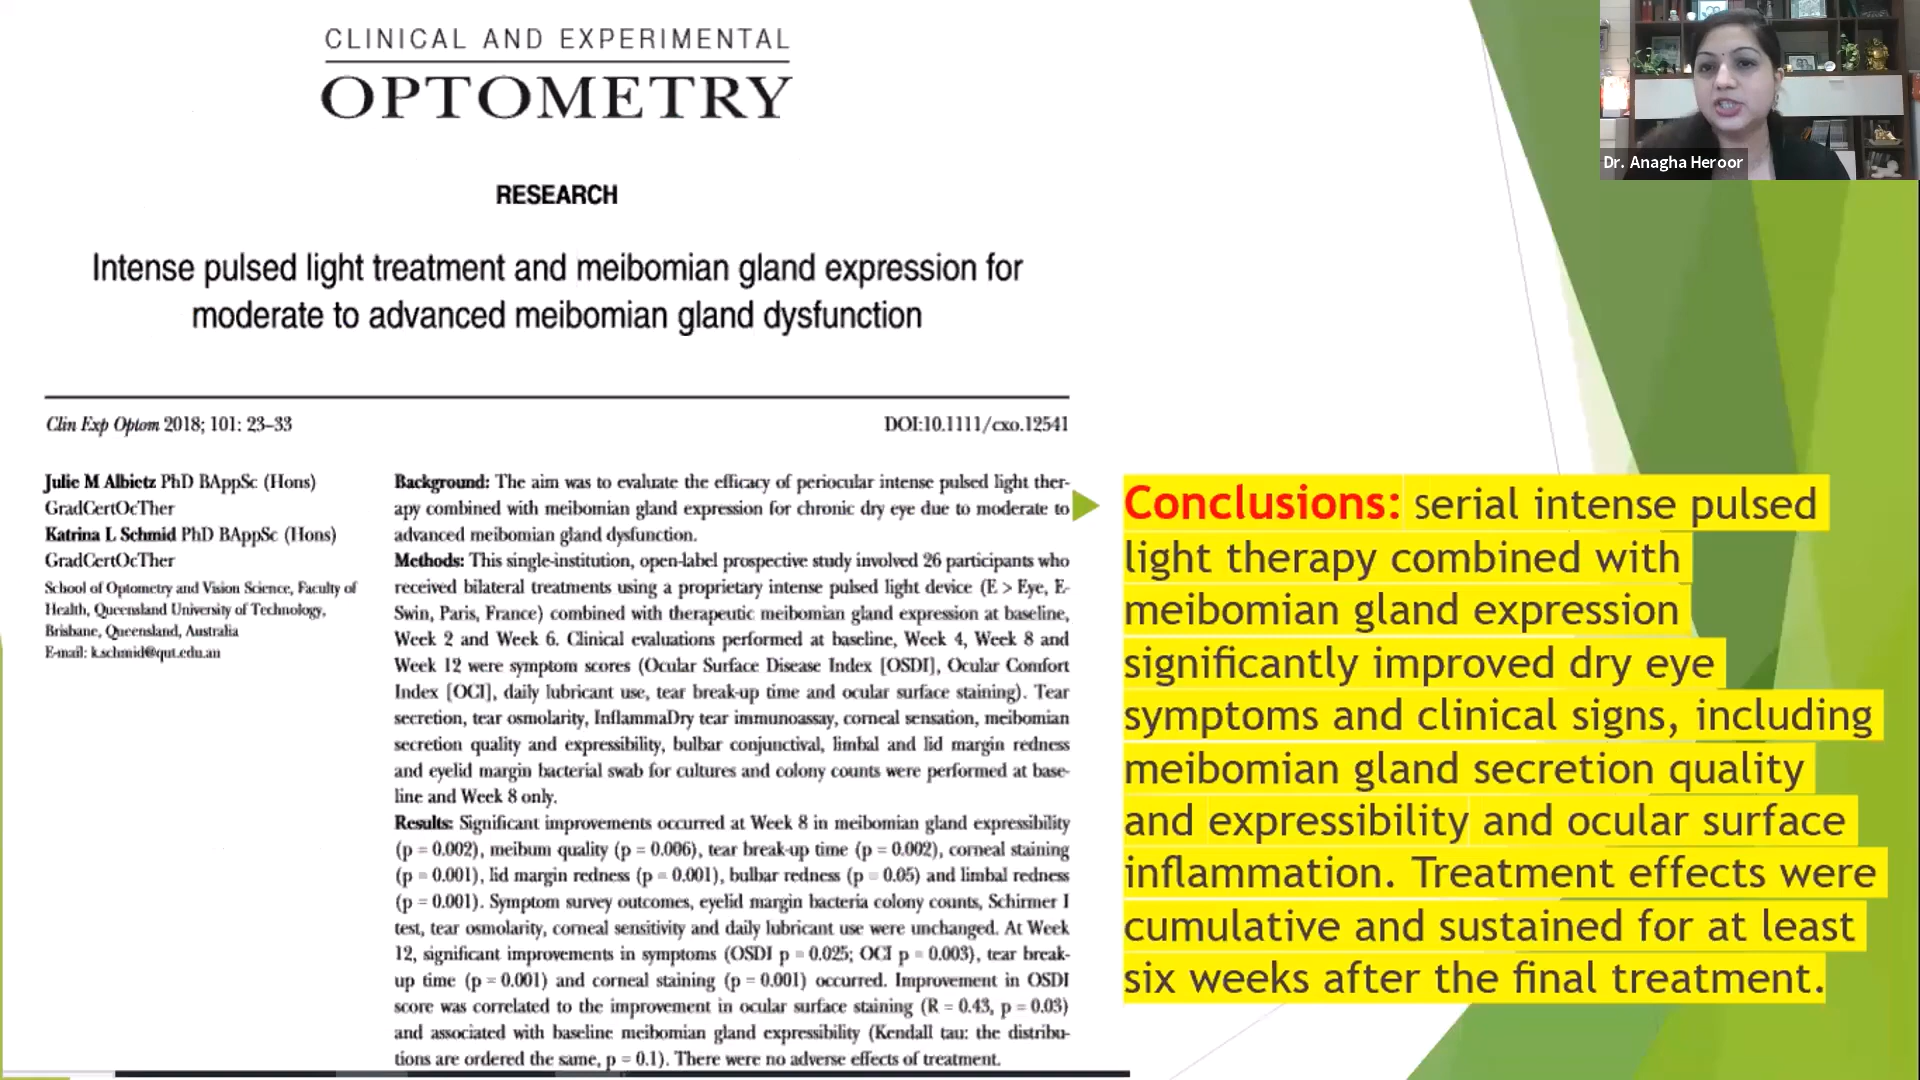 CLINICAL AND EXPERIMENTAL
OPTOMETRY
RESEARCH
Intense pulsed light treatment and meibomian gland expression for
moderate to advanced meibomian gland dysfunction
Clin Exp Optom 2018; 101: 23–33
DOI:10.1111/cxo.12541
Julie M Albietz PhD BAppSc (Hons)
GradCertOcTher
Katrina L Schmid PhD BAppSc (Hons)
GradCertOcTher
School of Optometry and Vision Science, Faculty of
Health, Queensland University of Technology,
Brisbane, Queensland, Australia
E-mail: k.schmid@qut.edu.au
Background: The aim was to evaluate the efficacy of periocular intense pulsed light ther-
apy combined with meibomian gland expression for chronic dry eye due to moderate to
advanced meibomian gland dysfunction.
Methods: This single-institution, open-label prospective study involved 26 participants who
received bilateral treatments using a proprietary intense pulsed light device (E > Eye, E-
Swin, Paris, France) combined with therapeutic meibomian gland expression at baseline,
Week 2 and Week 6. Clinical evaluations performed at baseline, Week 4, Week 8 and
Week 12 were symptom scores (Ocular Surface Disease Index [OSDI], Ocular Comfort
Index [OCI], daily lubricant use, tear break-up time and ocular surface staining). Tear
secretion, tear osmolarity, InflammaDry tear immunoassay, corneal sensation, meibomian
secretion quality and expressibility, bulbar conjunctival, limbal and lid margin redness
and eyelid margin bacterial swab for cultures and colony counts were performed at base-
line and Week 8 only.
Results: Significant improvements occurred at Week 8 in meibomian gland expressibility
(p = 0.002), meibum quality (p = 0.006), tear break-up time (p = 0.002), corneal staining
(p = 0.001), lid margin redness (p = 0.001), bulbar redness (p = 0.05) and limbal redness
(p = 0.001). Symptom survey outcomes, eyelid margin bacteria colony counts, Schirmer I
test, tear osmolarity, corneal sensitivity and daily lubricant use were unchanged. At Week
12, significant improvements in symptoms (OSDI p = 0.025; OCI p = 0.003), tear break-
up time (p = 0.001) and corneal staining (p = 0.001) occurred. Improvement in OSDI
score was correlated to the improvement in ocular surface staining (R = 0.43, p = 0.03)
and associated with baseline meibomian gland expressibility (Kendall tau: the distribu-
tions are ordered the same, p = 0.1). There were no adverse effects of treatment.
Conclusions: serial intense pulsed
light therapy combined with
meibomian gland expression
significantly improved dry eye
symptoms and clinical signs, including
meibomian gland secretion quality
and expressibility and ocular surface
inflammation. Treatment effects were
cumulative and sustained for at least
six weeks after the final treatment.
Dr. Anagha Heroor